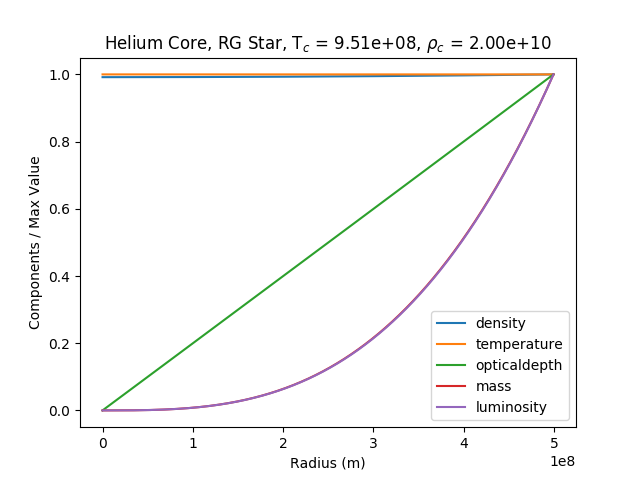 Helium Core, RG Star, T_c = 9.51e+08, ρ_c = 2.00e+10
Components / Max Value
1.0
0.8
0.6
0.4
0.2
0.0
density
temperature
opticaldepth
mass
luminosity
0 1 2 3 4 5
1e8
Radius (m)